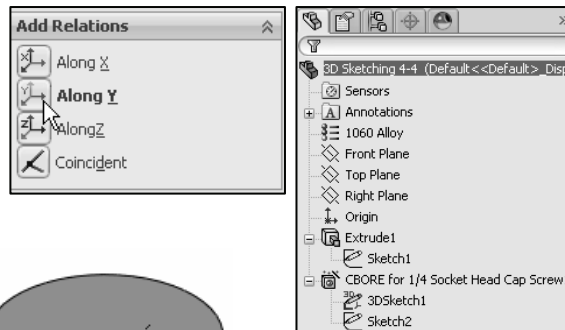 Add Relations
Along X
Along Y
AlongZ
Coincident
3D Sketching 4-4 (Default<<Default>_Disp
Sensors
A Annotations
1060 Alloy
Front Plane
Top Plane
Right Plane
Origin
Extrude1
Sketch1
CBORE for 1/4 Socket Head Cap Screw
3DSketch1
Sketch2